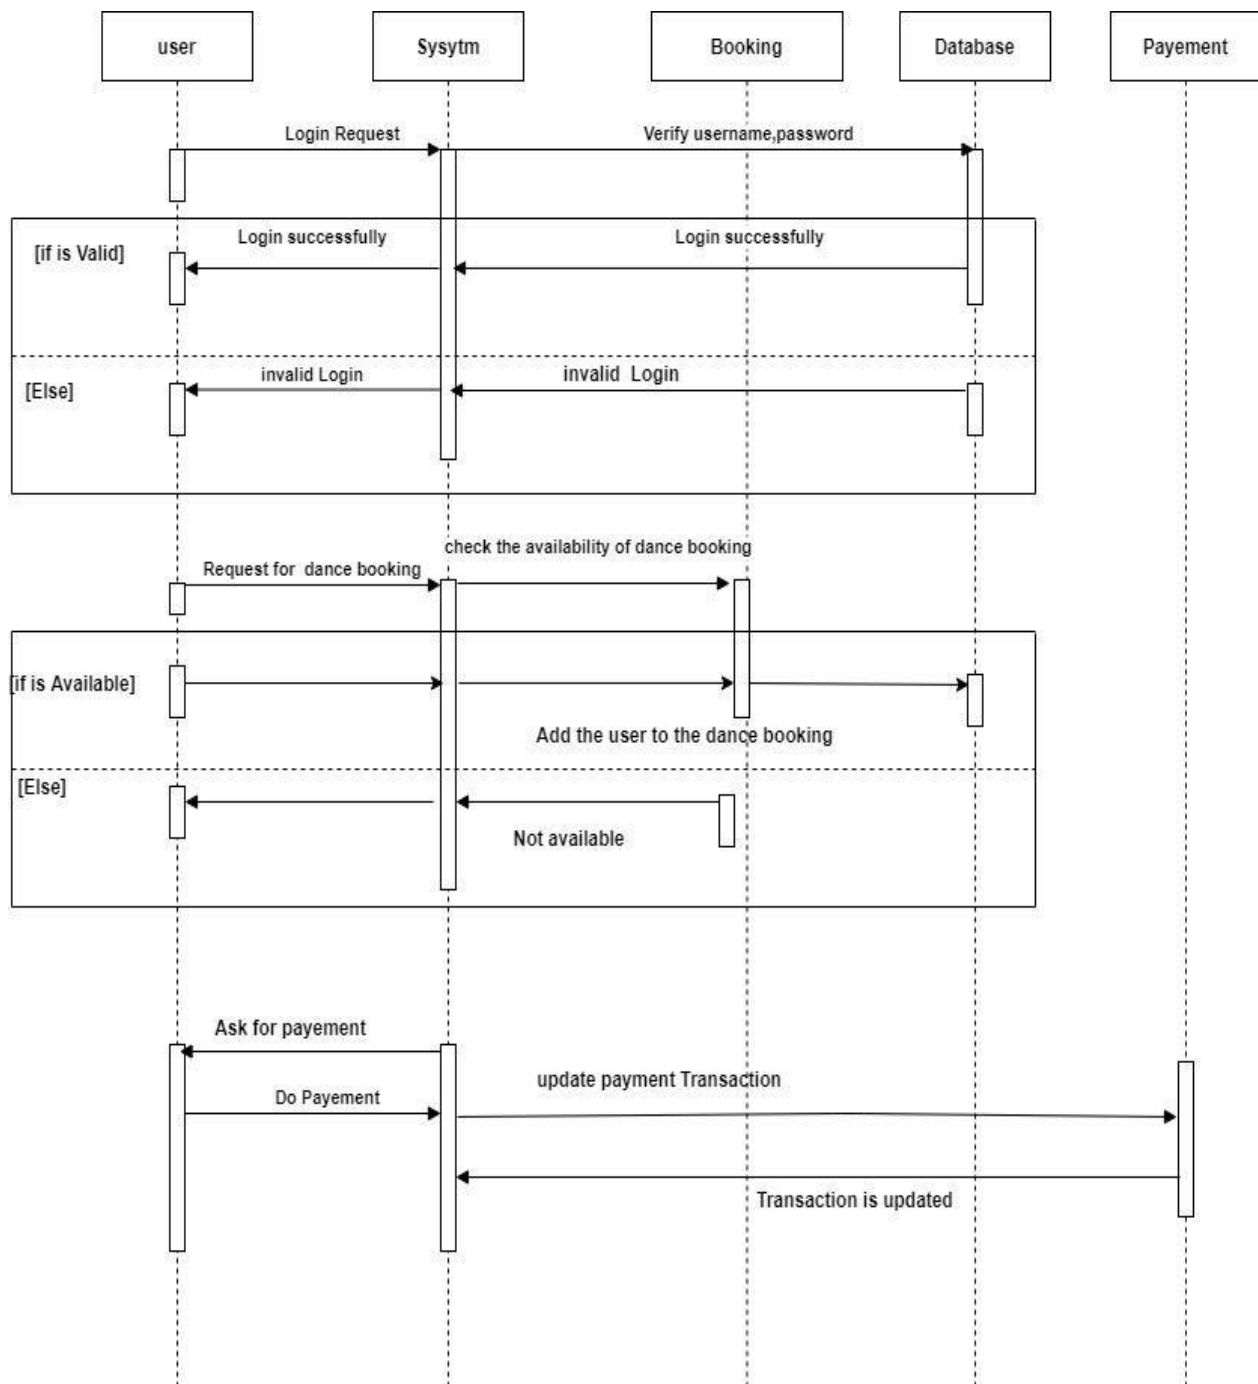 user
Sysytm
Booking
Database
Payement
Login Request
Verify username,password
[if is Valid]
Login successfully
Login successfully
[Else]
invalid Login
invalid  Login
check the availability of dance booking
Request for  dance booking
[if is Available]
Add the user to the dance booking
[Else]
Not available
Ask for payement
update payment Transaction
Do Payement
Transaction is updated